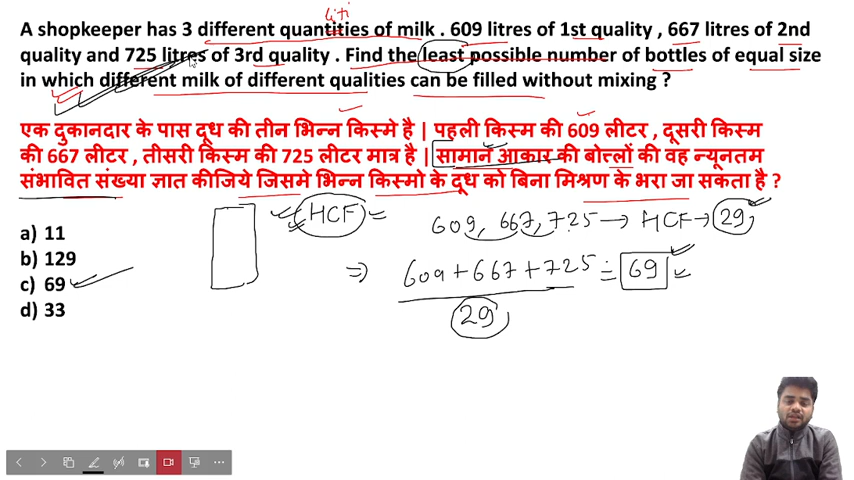 liti
A shopkeeper has 3 different quantities of milk . 609 litres of 1st quality , 667 litres of 2nd
quality and 725 litres of 3rd quality . Find the least possible number of bottles of equal size
in which different milk of different qualities can be filled without mixing ?
एक दुकानदार के पास दूध की तीन भिन्न किस्मे है | पहली किस्म की 609 लीटर , दूसरी किस्म
की 667 लीटर , तीसरी किस्म की 725 लीटर मात्र है | सामान आकार की बोत्लों की वह न्यूनतम
संभावित संख्या ज्ञात कीजिये जिसमे भिन्न किस्मो के दूध को बिना मिश्रण के भरा जा सकता है ?
HCF =
609, 667, 725 → HCF → 29
a) 11
b) 129
c) 69
d) 33
⇒ 609+667+725 = 69
29